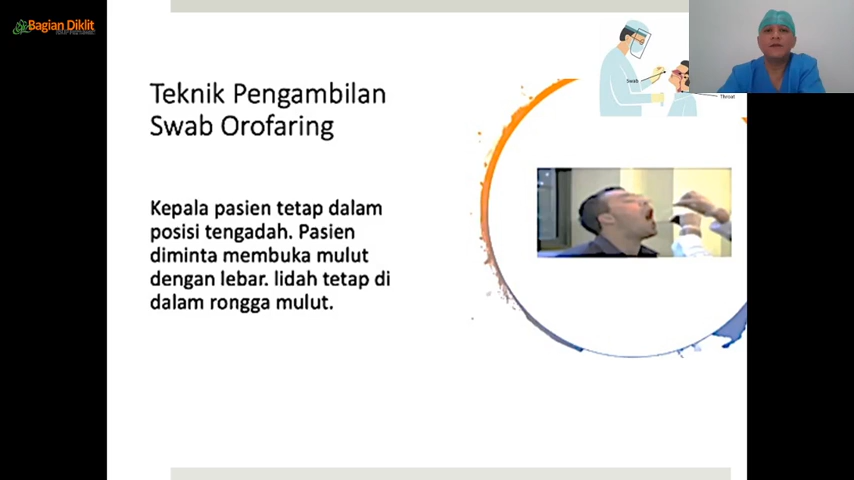 Bagian Diklit
Teknik Pengambilan
Swab Orofaring
Swab
Throat
Kepala pasien tetap dalam
posisi tengadah. Pasien
diminta membuka mulut
dengan lebar. lidah tetap di
dalam rongga mulut.